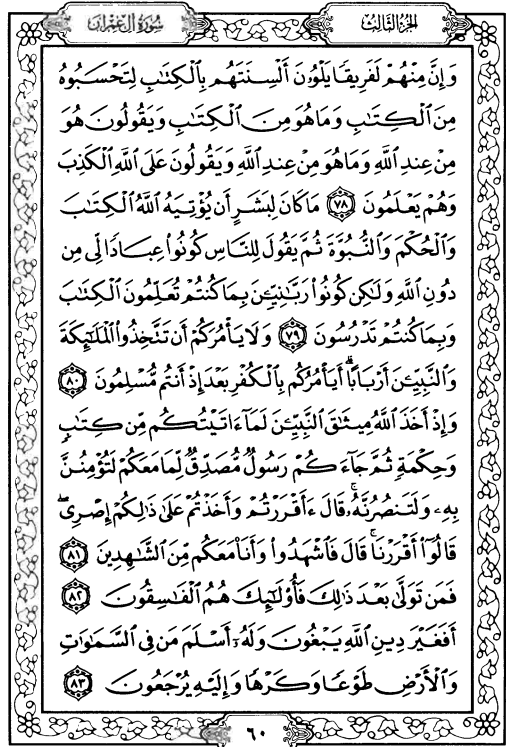 سورة آل عمران
الجزء الثالث
وَإِنَّ مِنْهُمْ لَفَرِيقًا يَلْوُۥنَ أَلْسِنَتَهُم بِالْكِتَٰبِ لِتَحْسَبُوهُ
مِنَ الْكِتَٰبِ وَمَا هُوَ مِنَ الْكِتَٰبِ وَيَقُولُونَ هُوَ
مِنْ عِندِ اللَّهِ وَمَا هُوَ مِنْ عِندِ اللَّهِ وَيَقُولُونَ عَلَى اللَّهِ الْكَذِبَ
وَهُمْ يَعْلَمُونَ ٧٨ مَا كَانَ لِبَشَرٍ أَن يُؤْتِيَهُ اللَّهُ الْكِتَٰبَ
وَالْحُكْمَ وَالنُّبُوَّةَ ثُمَّ يَقُولَ لِلنَّاسِ كُونُوا۟ عِبَادًا لِّي مِن
دُونِ اللَّهِ وَلَٰكِن كُونُوا۟ رَبَّٰنِيِّۦنَ بِمَا كُنتُمْ تُعَلِّمُونَ الْكِتَٰبَ
وَبِمَا كُنتُمْ تَدْرُسُونَ ٧٩ وَلَا يَأْمُرَكُمْ أَن تَتَّخِذُوا۟ الْمَلَٰٓئِكَةَ
وَالنَّبِيِّۦنَ أَرْبَابًا ۗ أَيَأْمُرُكُم بِالْكُفْرِ بَعْدَ إِذْ أَنتُم مُّسْلِمُونَ ٨٠
وَإِذْ أَخَذَ اللَّهُ مِيثَٰقَ النَّبِيِّۦنَ لَمَآ ءَاتَيْتُكُم مِّن كِتَٰبٍ
وَحِكْمَةٍ ثُمَّ جَآءَكُمْ رَسُولٌ مُّصَدِّقٌ لِّمَا مَعَكُمْ لَتُؤْمِنُنَّ
بِهِۦ وَلَتَنصُرُنَّهُۥ ۚ قَالَ ءَأَقْرَرْتُمْ وَأَخَذْتُمْ عَلَىٰ ذَٰلِكُمْ إِصْرِي ۖ
قَالُوٓا۟ أَقْرَرْنَا ۚ قَالَ فَاشْهَدُوا۟ وَأَنَا۠ مَعَكُم مِّنَ الشَّٰهِدِينَ ٨١
فَمَن تَوَلَّىٰ بَعْدَ ذَٰلِكَ فَأُو۟لَٰٓئِكَ هُمُ الْفَٰسِقُونَ ٨٢
أَفَغَيْرَ دِينِ اللَّهِ يَبْغُونَ وَلَهُۥٓ أَسْلَمَ مَن فِي السَّمَٰوَٰتِ
وَالْأَرْضِ طَوْعًا وَكَرْهًا وَإِلَيْهِ يُرْجَعُونَ ٨٣
٦٠